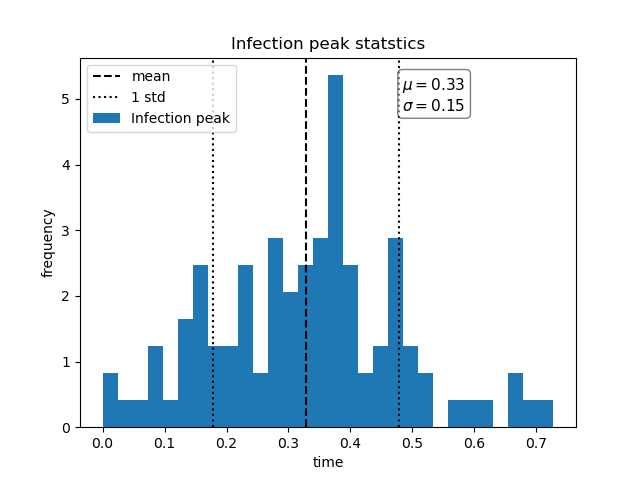 Infection peak statstics
mean
1 std
Infection peak
μ = 0.33
σ = 0.15
frequency
5
4
3
2
1
0
0.0 0.1 0.2 0.3 0.4 0.5 0.6 0.7
time